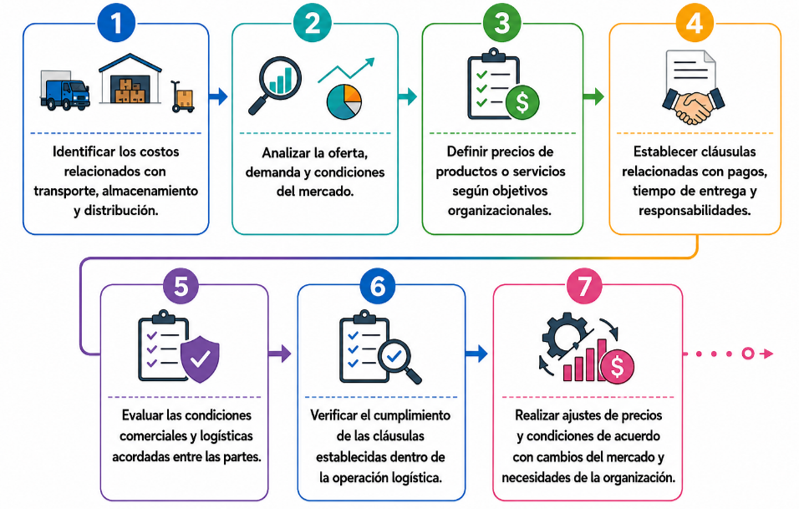 1
Identificar los costos
relacionados con
transporte, almacenamiento
y distribución.
2
Analizar la oferta,
demanda y condiciones
del mercado.
3
$
Definir precios de
productos o servicios
según objetivos
organizacionales.
4
Establecer cláusulas
relacionadas con pagos,
tiempo de entrega y
responsabilidades.
5
Evaluar las condiciones
comerciales y logísticas
acordadas entre las partes.
6
Verificar el cumplimiento
de las cláusulas
establecidas dentro de
la operación logística.
7
$
Realizar ajustes de precios
y condiciones de acuerdo
con cambios del mercado y
necesidades de la organización.